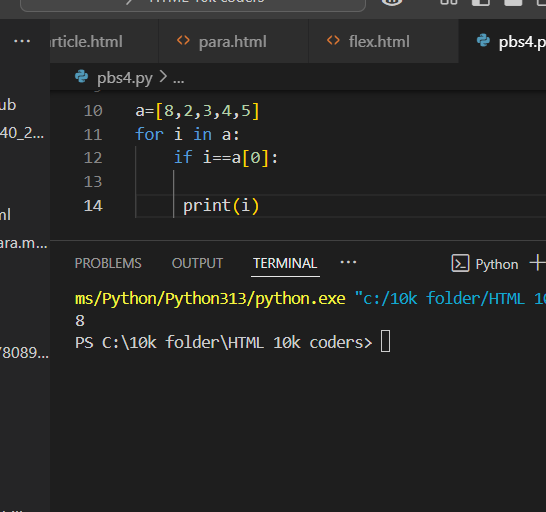 HTML 10k coders
··· rticle.html <> para.html <> flex.html pbs4.p
pbs4.py > ...
ub
10 a=[8,2,3,4,5]
40_2...
11 for i in a:
12 if i==a[0]:
13
ml
14 print(i)
ara.m...
PROBLEMS OUTPUT TERMINAL ··· Python +
ms/Python/Python313/python.exe "c:/10k folder/HTML 10
8
PS C:\10k folder\HTML 10k coders>
78089...